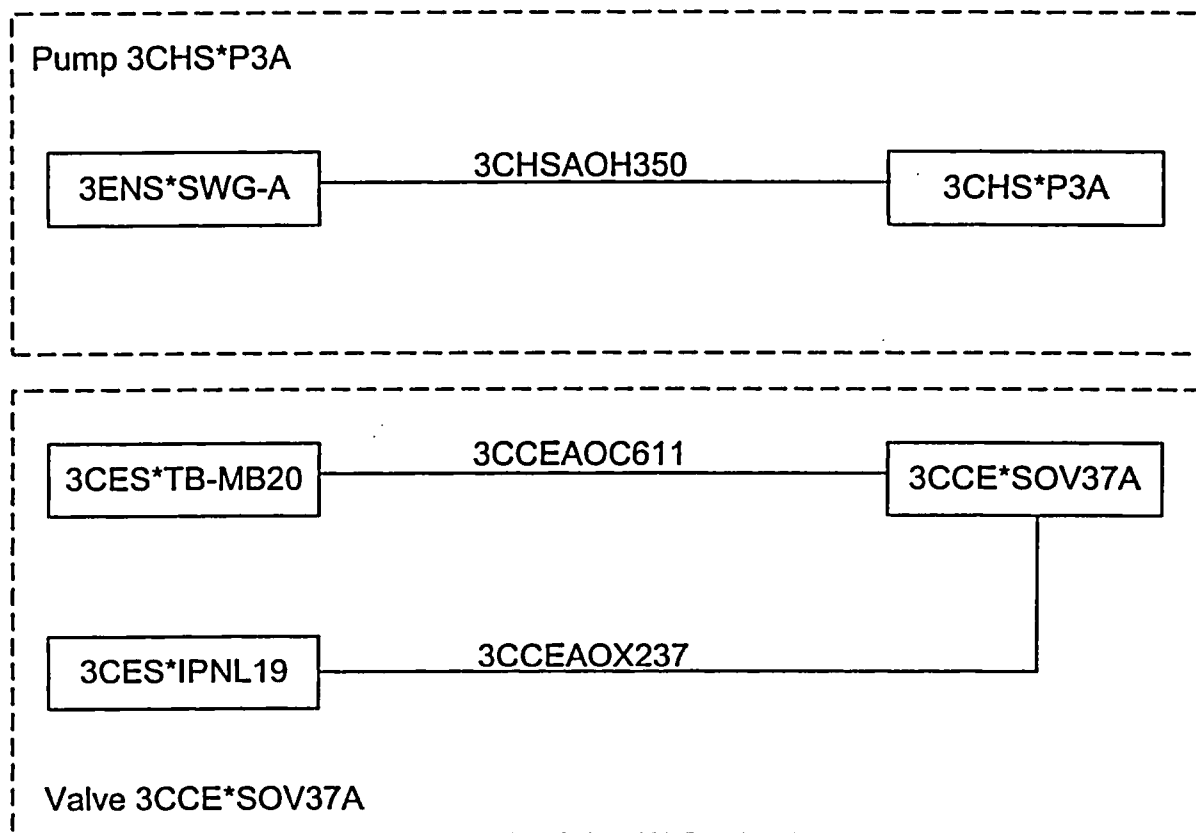 Pump 3CHS*P3A
3ENS*SWG-A
3CHSAOH350
3CHS*P3A
3CES*TB-MB20
3CCEAOC611
3CCE*SOV37A
3CES*IPNL19
3CCEAOX237
Valve 3CCE*SOV37A